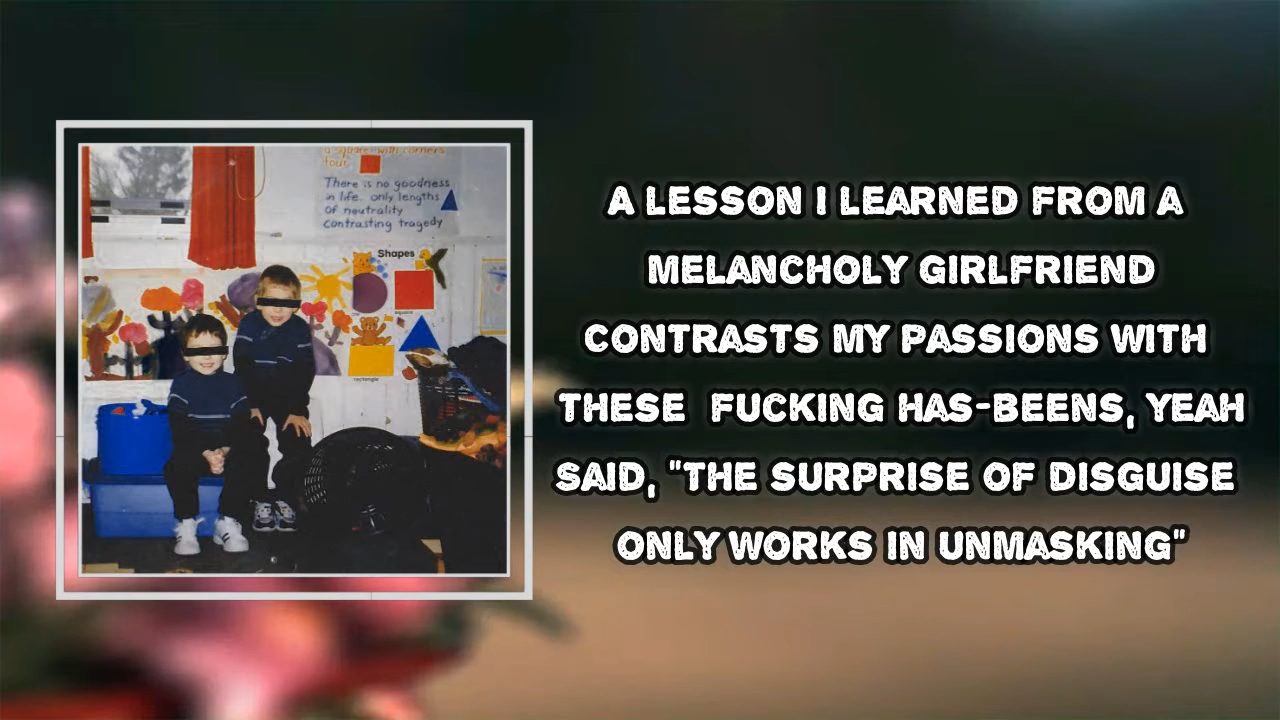 a square with corners
four
There is no goodness
in life.. only lengths
of neutrality
contrasting tragedy
Shapes
square
rectangle
A LESSON I LEARNED FROM A
MELANCHOLY GIRLFRIEND
CONTRASTS MY PASSIONS WITH
THESE FUCKING HAS-BEENS, YEAH
SAID, "THE SURPRISE OF DISGUISE
ONLY WORKS IN UNMASKING"